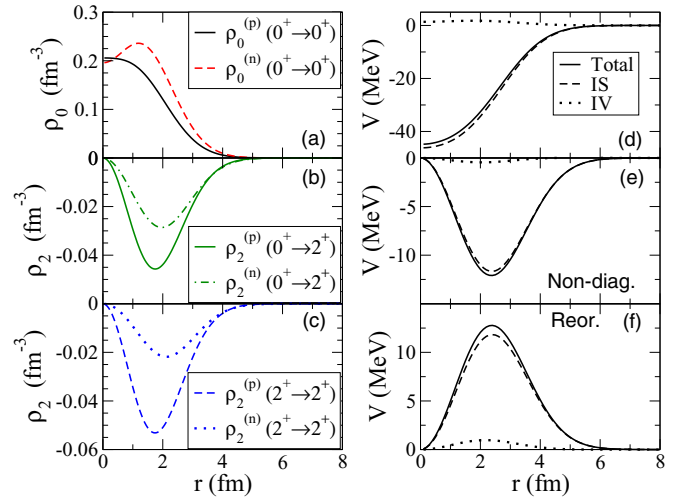 ρ₀ (fm⁻³)
0.3
0.2
0.1
0
ρ₀⁽ᵖ⁾ (0⁺→0⁺)
ρ₀⁽ⁿ⁾ (0⁺→0⁺)
(a)
V (MeV)
0
-20
-40
Total
IS
IV
(d)
ρ₂ (fm⁻³)
-0.02
-0.04
(b)
ρ₂⁽ᵖ⁾ (0⁺→2⁺)
ρ₂⁽ⁿ⁾ (0⁺→2⁺)
V (MeV)
0
-5
-10
(e)
Non-diag.
ρ₂ (fm⁻³)
0
-0.02
-0.04
-0.06
(c)
ρ₂⁽ᵖ⁾ (2⁺→2⁺)
ρ₂⁽ⁿ⁾ (2⁺→2⁺)
0 2 4 6 8
r (fm)
V (MeV)
10
5
0
Reor.
(f)
0 2 4 6 8
r (fm)